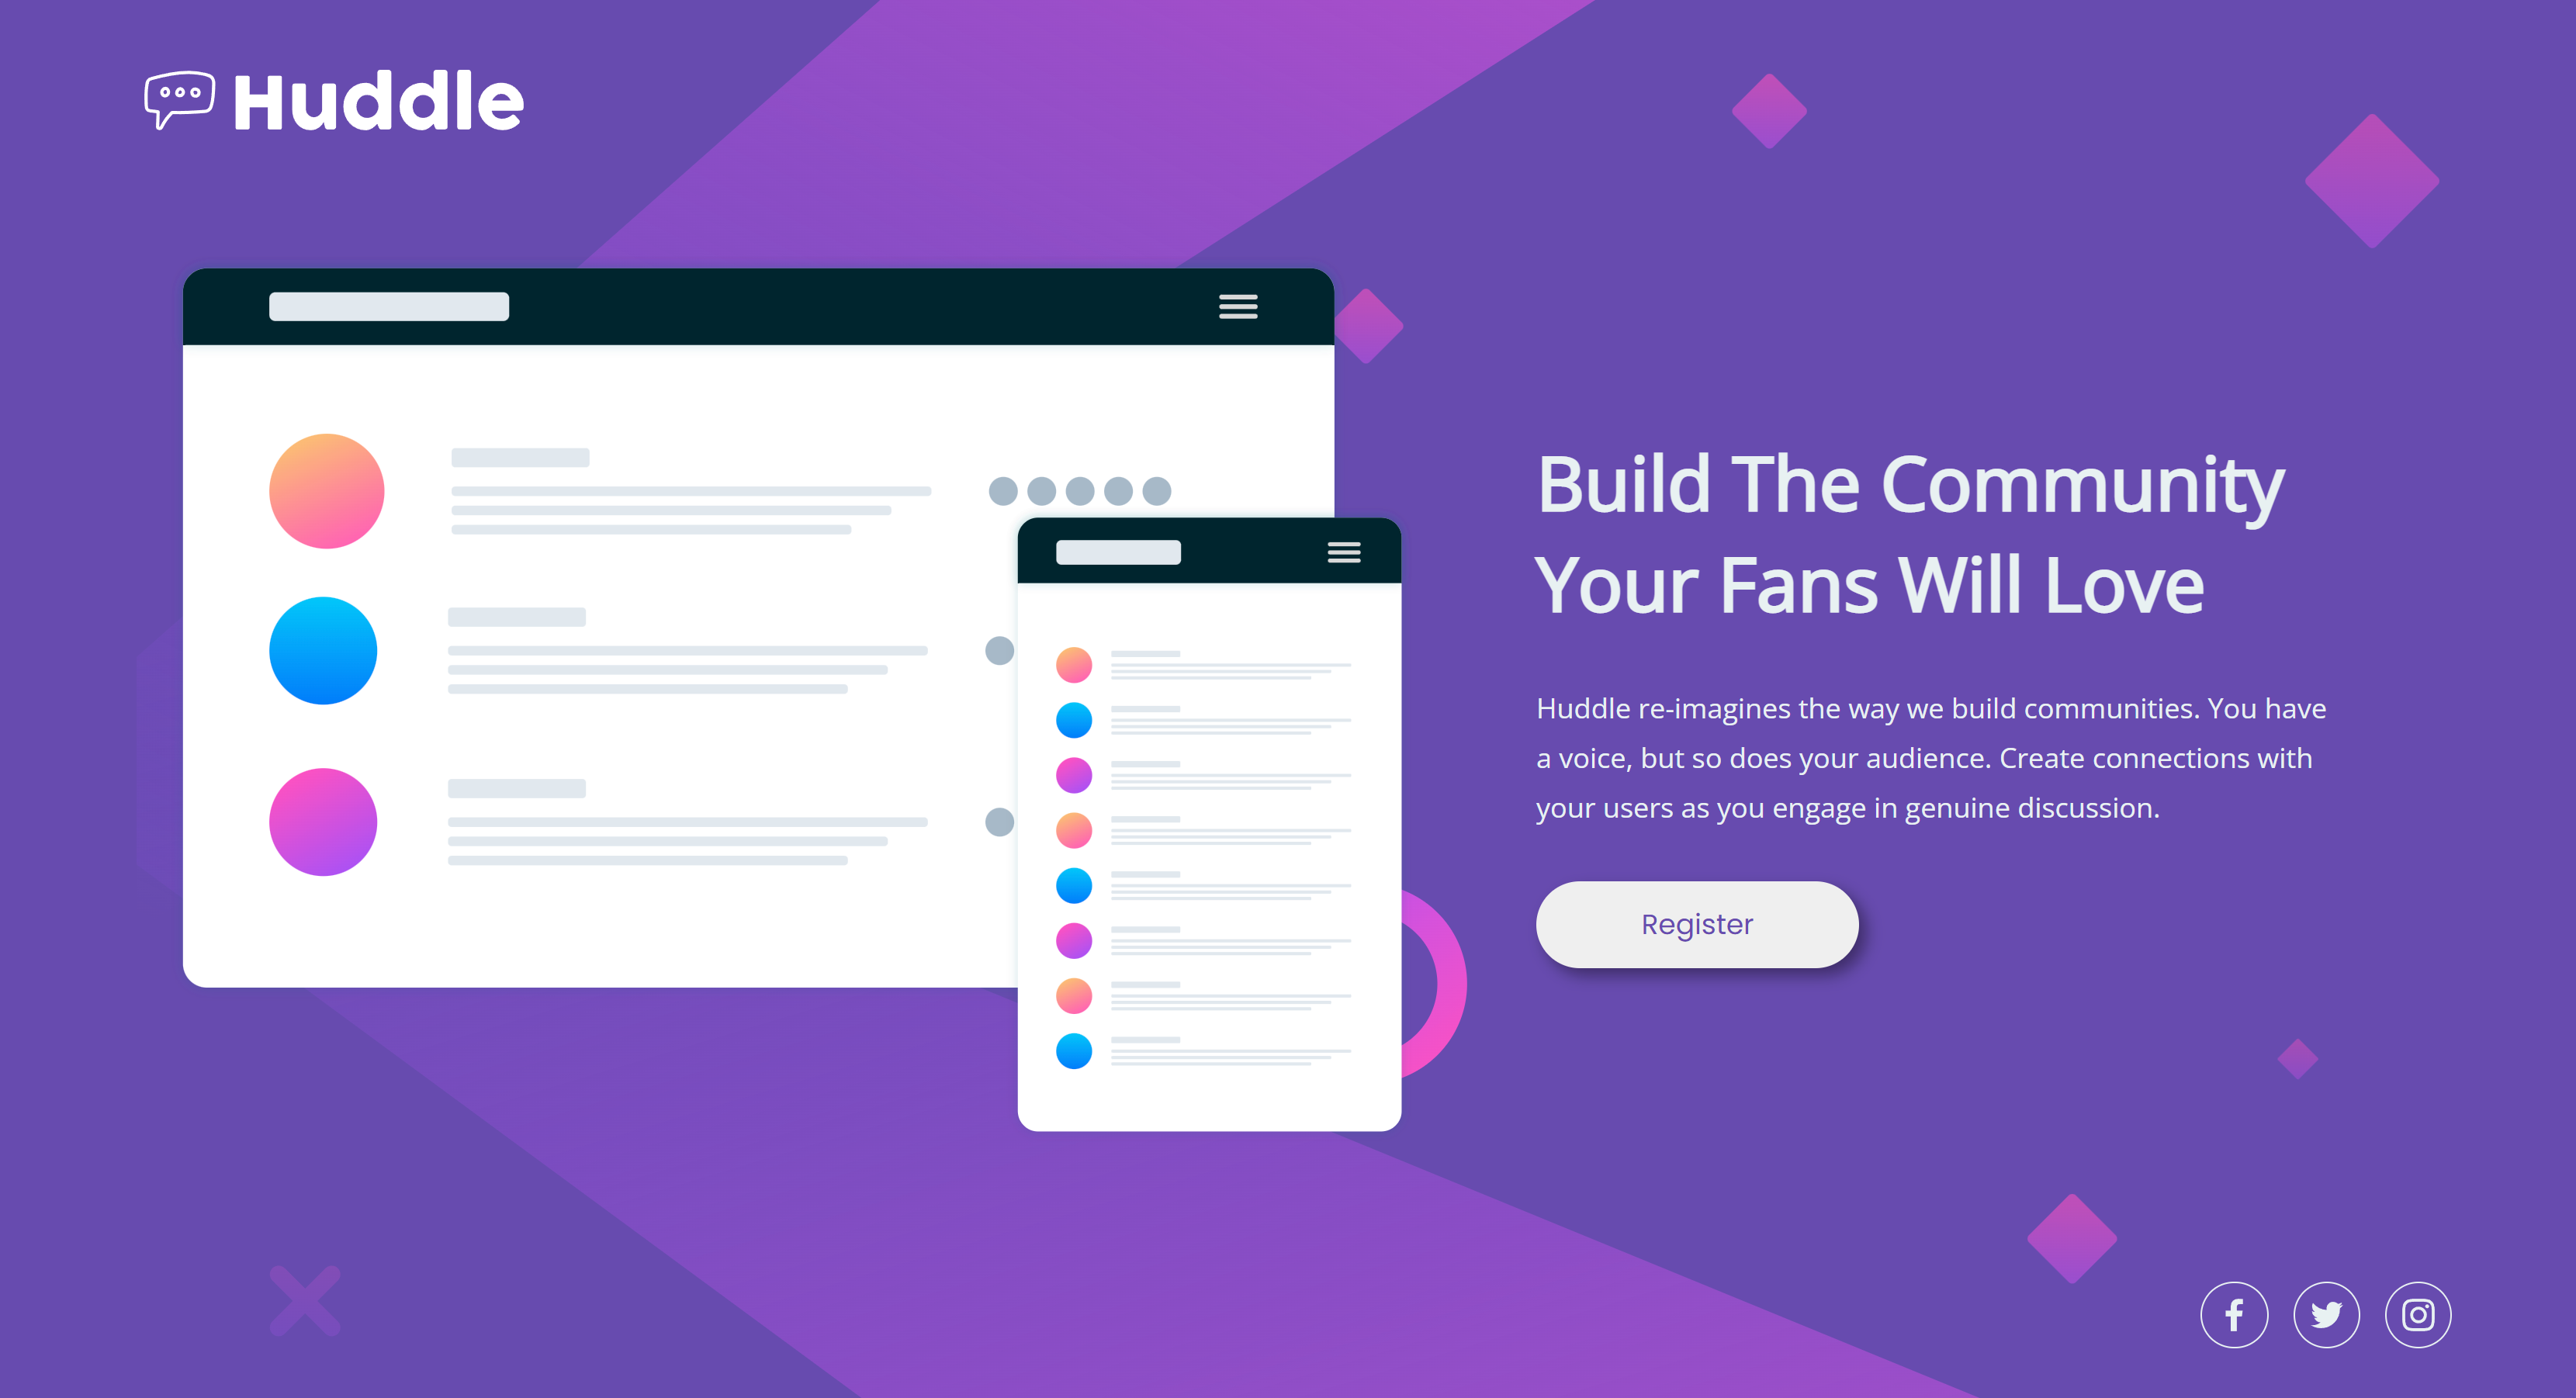 Huddle
Build The Community
Your Fans Will Love
Huddle re-imagines the way we build communities. You have
a voice, but so does your audience. Create connections with
your users as you engage in genuine discussion.
Register